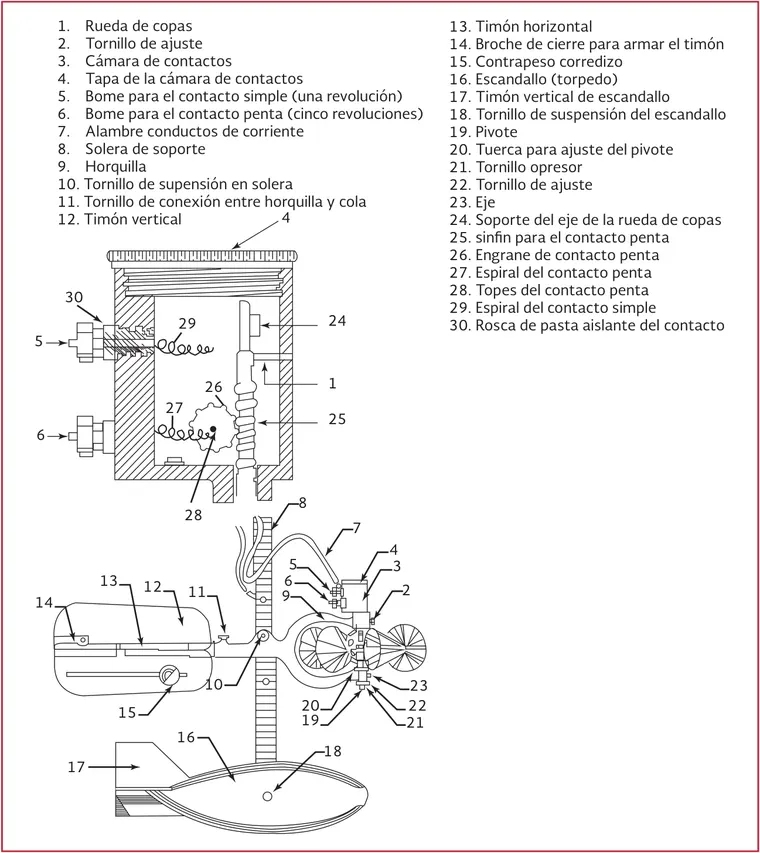 1. Rueda de copas
2. Tornillo de ajuste
3. Cámara de contactos
4. Tapa de la cámara de contactos
5. Bome para el contacto simple (una revolución)
6. Bome para el contacto penta (cinco revoluciones)
7. Alambre conductos de corriente
8. Solera de soporte
9. Horquilla
10. Tornillo de supensión en solera
11. Tornillo de conexión entre horquilla y cola
12. Timón vertical
13. Timón horizontal
14. Broche de cierre para armar el timón
15. Contrapeso corredizo
16. Escandallo (torpedo)
17. Timón vertical de escandallo
18. Tornillo de suspensión del escandallo
19. Pivote
20. Tuerca para ajuste del pivote
21. Tornillo opresor
22. Tornillo de ajuste
23. Eje
24. Soporte del eje de la rueda de copas
25. sinfin para el contacto penta
26. Engrane de contacto penta
27. Espiral del contacto penta
28. Topes del contacto penta
29. Espiral del contacto simple
30. Rosca de pasta aislante del contacto
4
30
29
24
5
1
26
27
25
6
28
8
7
4
5
3
6
13
12
11
9
2
14
10
23
20
22
15
19
21
16
18
17